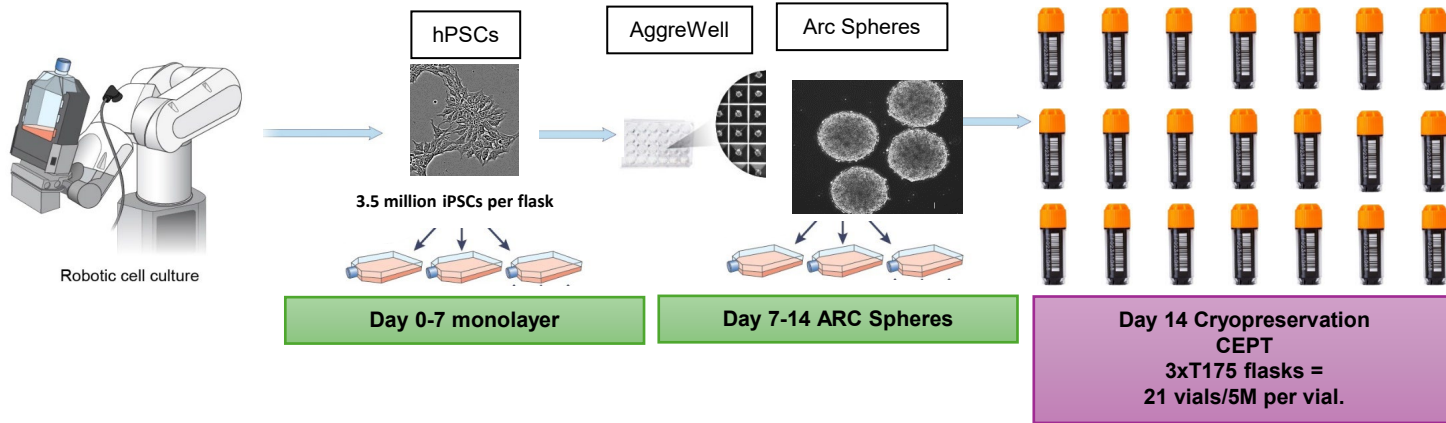 hPSCs
AggreWell
Arc Spheres
3.5 million iPSCs per flask
Robotic cell culture
Day 0-7 monolayer
Day 7-14 ARC Spheres
Day 14 Cryopreservation
CEPT
3xT175 flasks =
21 vials/5M per vial.